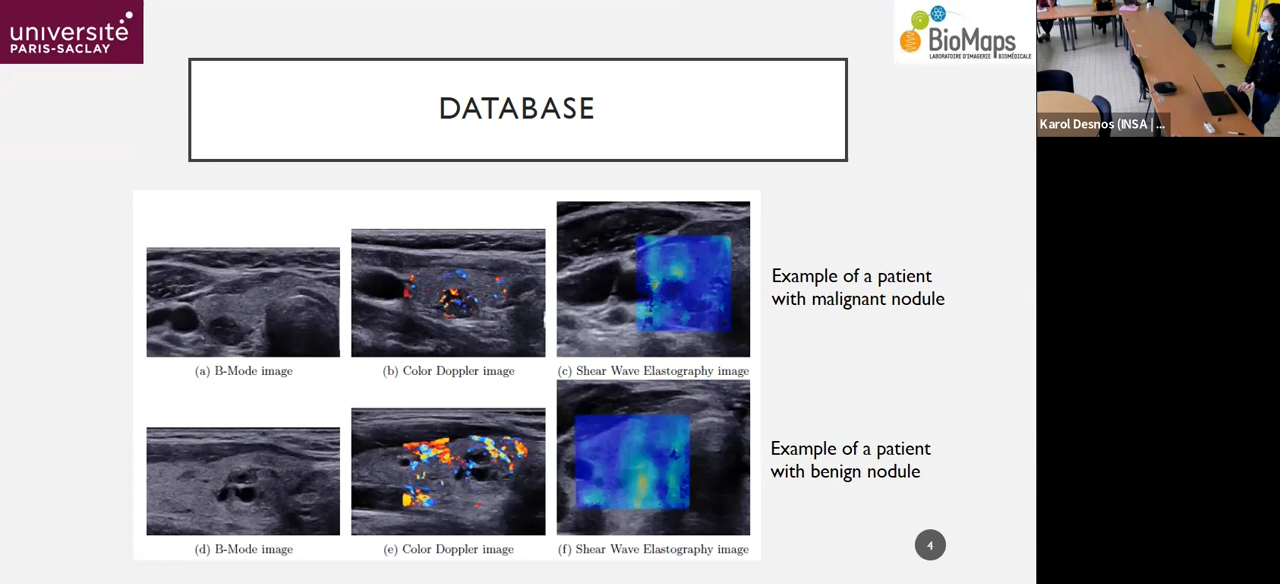 université
PARIS-SACLAY
BioMaps
LABORATOIRE D'IMAGERIE BIOMÉDICALE
Karol Desnos (INSA | ...
DATABASE
Example of a patient
with malignant nodule
(a) B-Mode image
(b) Color Doppler image
(c) Shear Wave Elastography image
Example of a patient
with benign nodule
(d) B-Mode image
(e) Color Doppler image
(f) Shear Wave Elastography image
4